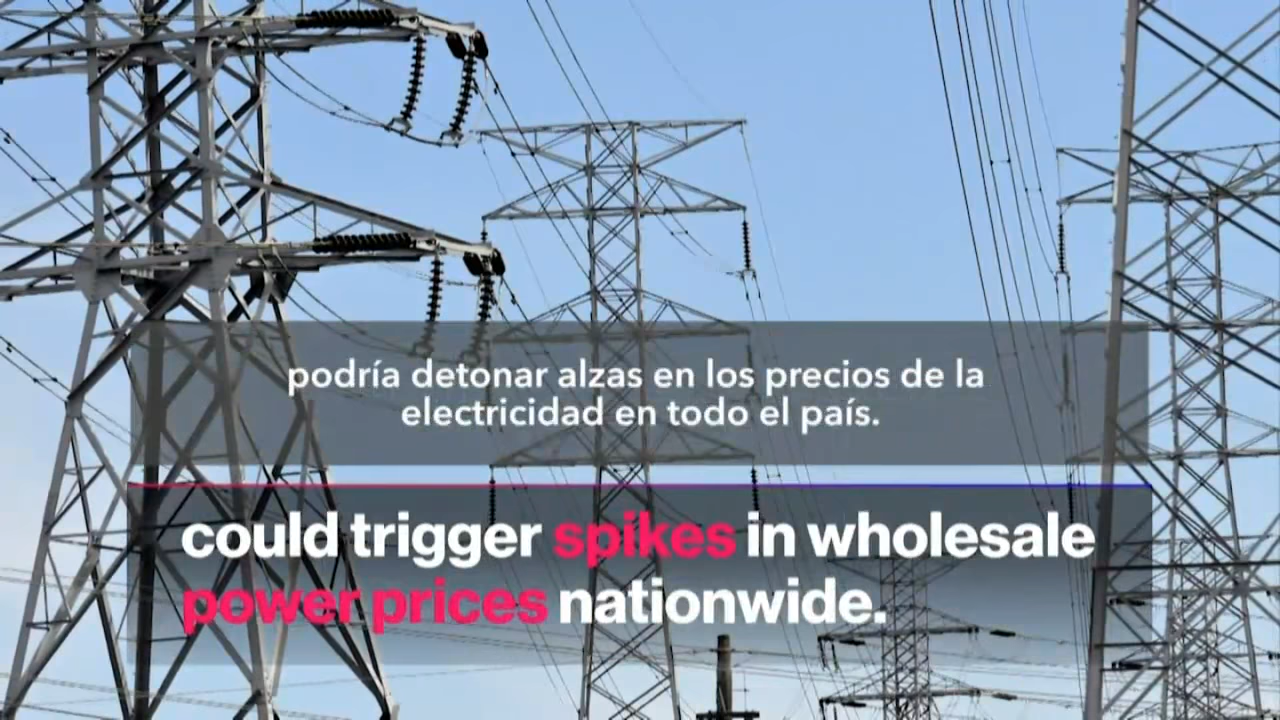 podría detonar alzas en los precios de la
electricidad en todo el país.
could trigger spikes in wholesale
power prices nationwide.